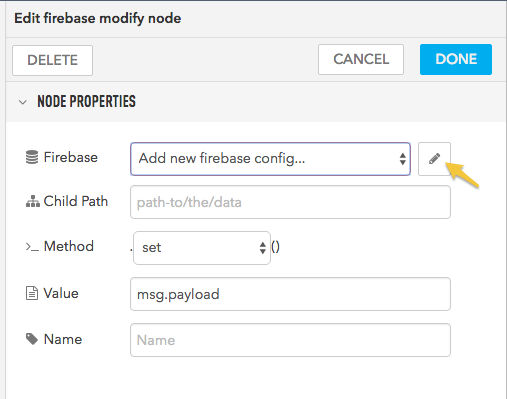 Edit firebase modify node
DELETE
CANCEL
DONE
NODE PROPERTIES
Firebase
Add new firebase config...
Child Path
path-to/the/data
Method
. set ()
Value
msg.payload
Name
Name